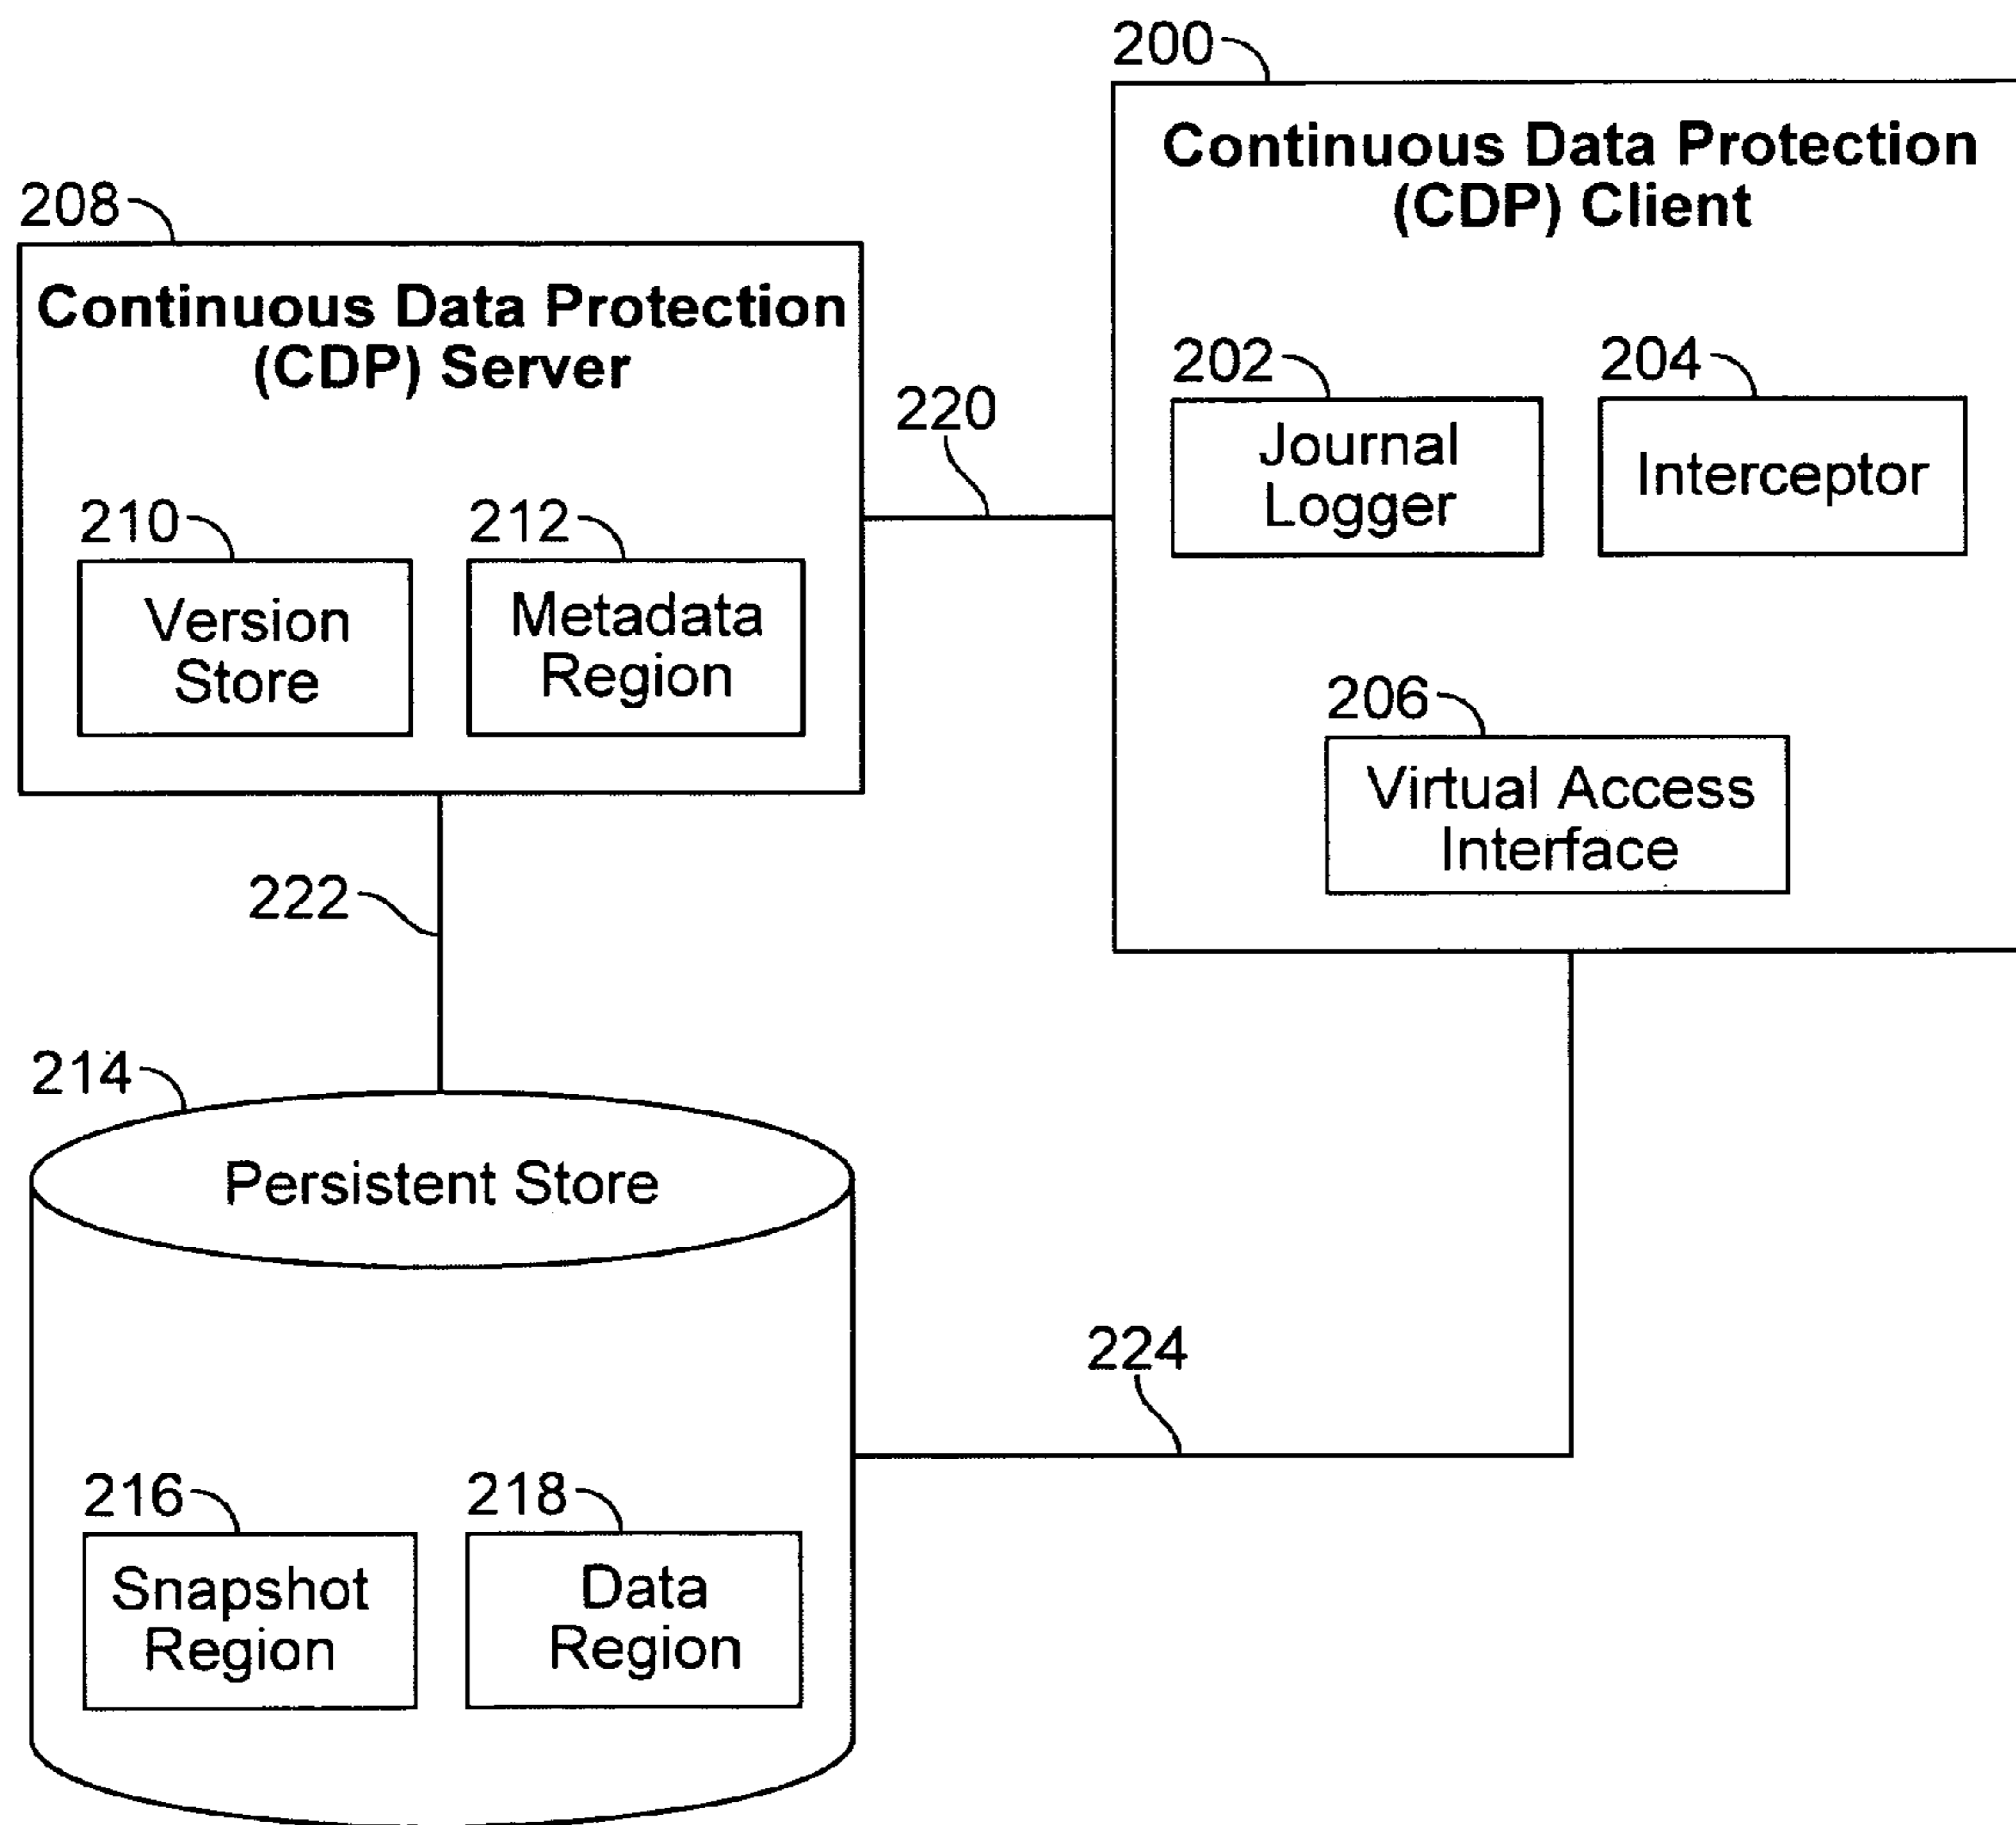 200
Continuous Data Protection
(CDP) Client
208
Continuous Data Protection
(CDP) Server
202
Journal
Logger
204
Interceptor
220
210
Version
Store
212
Metadata
Region
206
Virtual Access
Interface
222
214
Persistent Store
224
216
Snapshot
Region
218
Data
Region